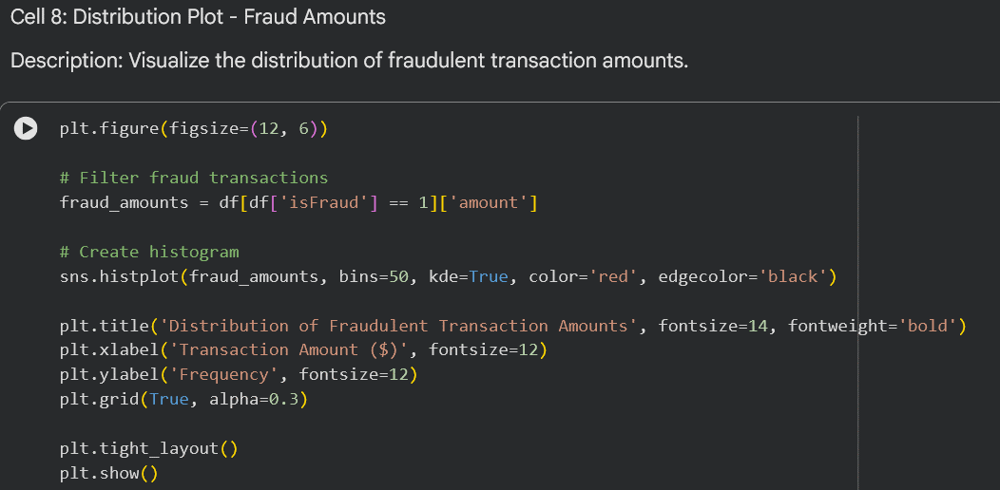 Cell 8: Distribution Plot - Fraud Amounts
Description: Visualize the distribution of fraudulent transaction amounts.
plt.figure(figsize=(12, 6))
# Filter fraud transactions
fraud_amounts = df[df['isFraud'] == 1]['amount']
# Create histogram
sns.histplot(fraud_amounts, bins=50, kde=True, color='red', edgecolor='black')
plt.title('Distribution of Fraudulent Transaction Amounts', fontsize=14, fontweight='bold')
plt.xlabel('Transaction Amount ($)', fontsize=12)
plt.ylabel('Frequency', fontsize=12)
plt.grid(True, alpha=0.3)
plt.tight_layout()
plt.show()